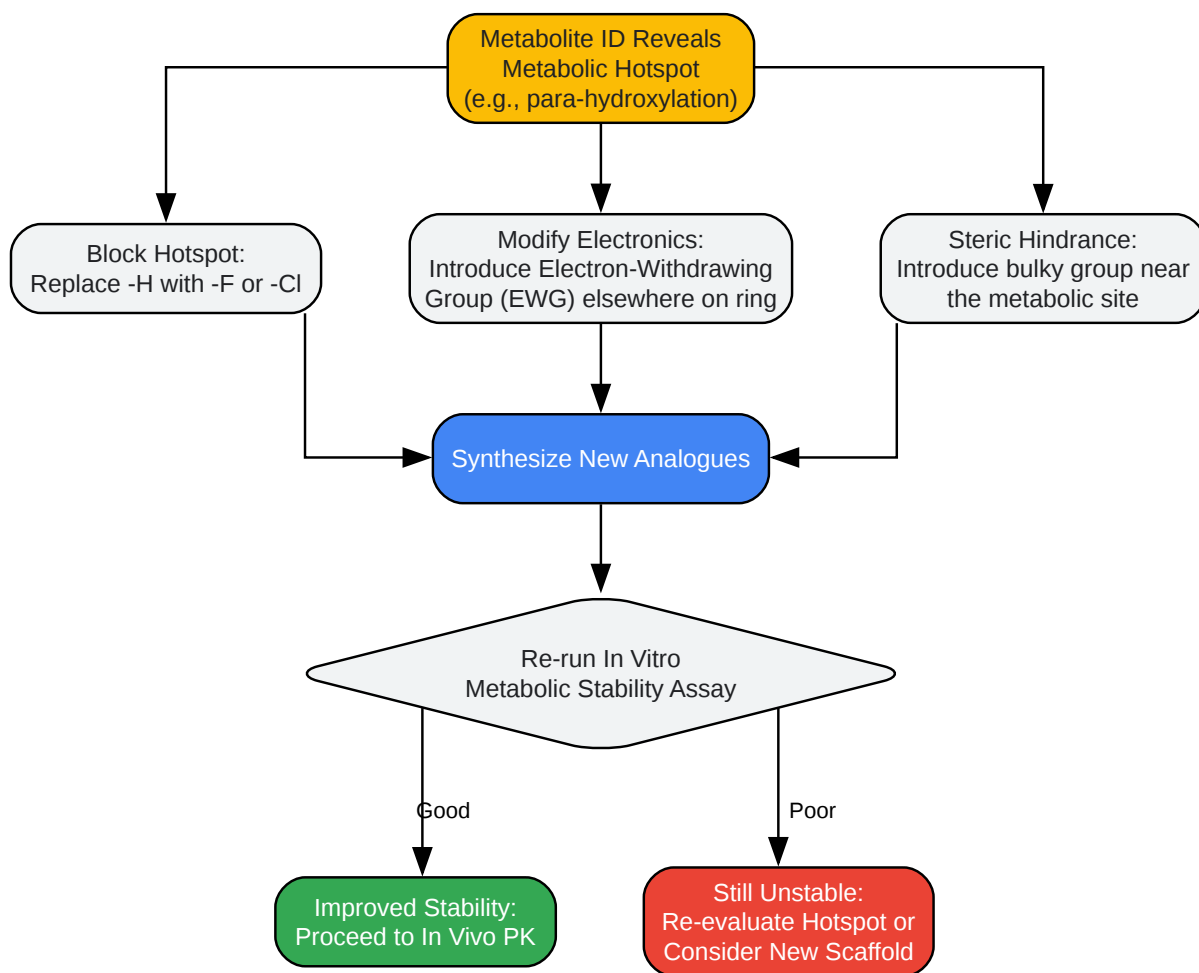 Metabolite ID Reveals
Metabolic Hotspot
(e.g., para-hydroxylation)
Block Hotspot:
Replace -H with -F or -Cl
Modify Electronics:
Introduce Electron-Withdrawing
Group (EWG) elsewhere on ring
Steric Hindrance:
Introduce bulky group near
the metabolic site
Synthesize New Analogues
Re-run In Vitro
Metabolic Stability Assay
Good
Poor
Improved Stability:
Proceed to In Vivo PK
Still Unstable:
Re-evaluate Hotspot or
Consider New Scaffold